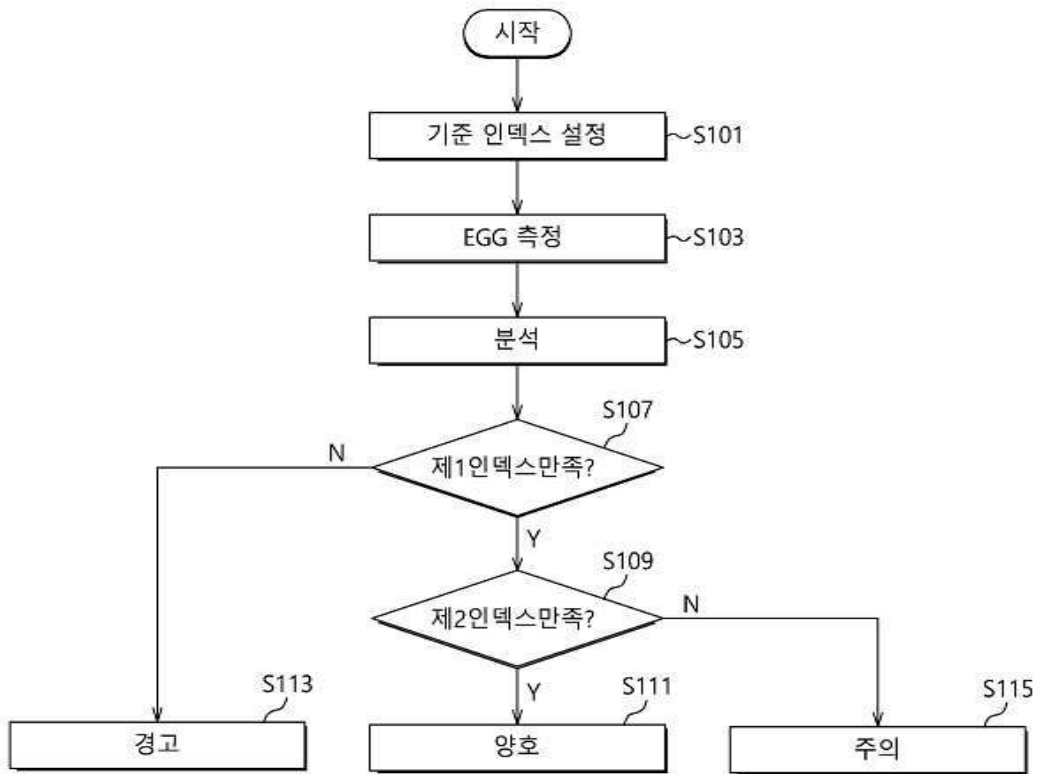 시작
기준 인덱스 설정
S101
EGG 측정
S103
분석
S105
S107
N
제1인덱스만족?
Y
S109
제2인덱스만족?
N
Y
S113
경고
S111
양호
S115
주의